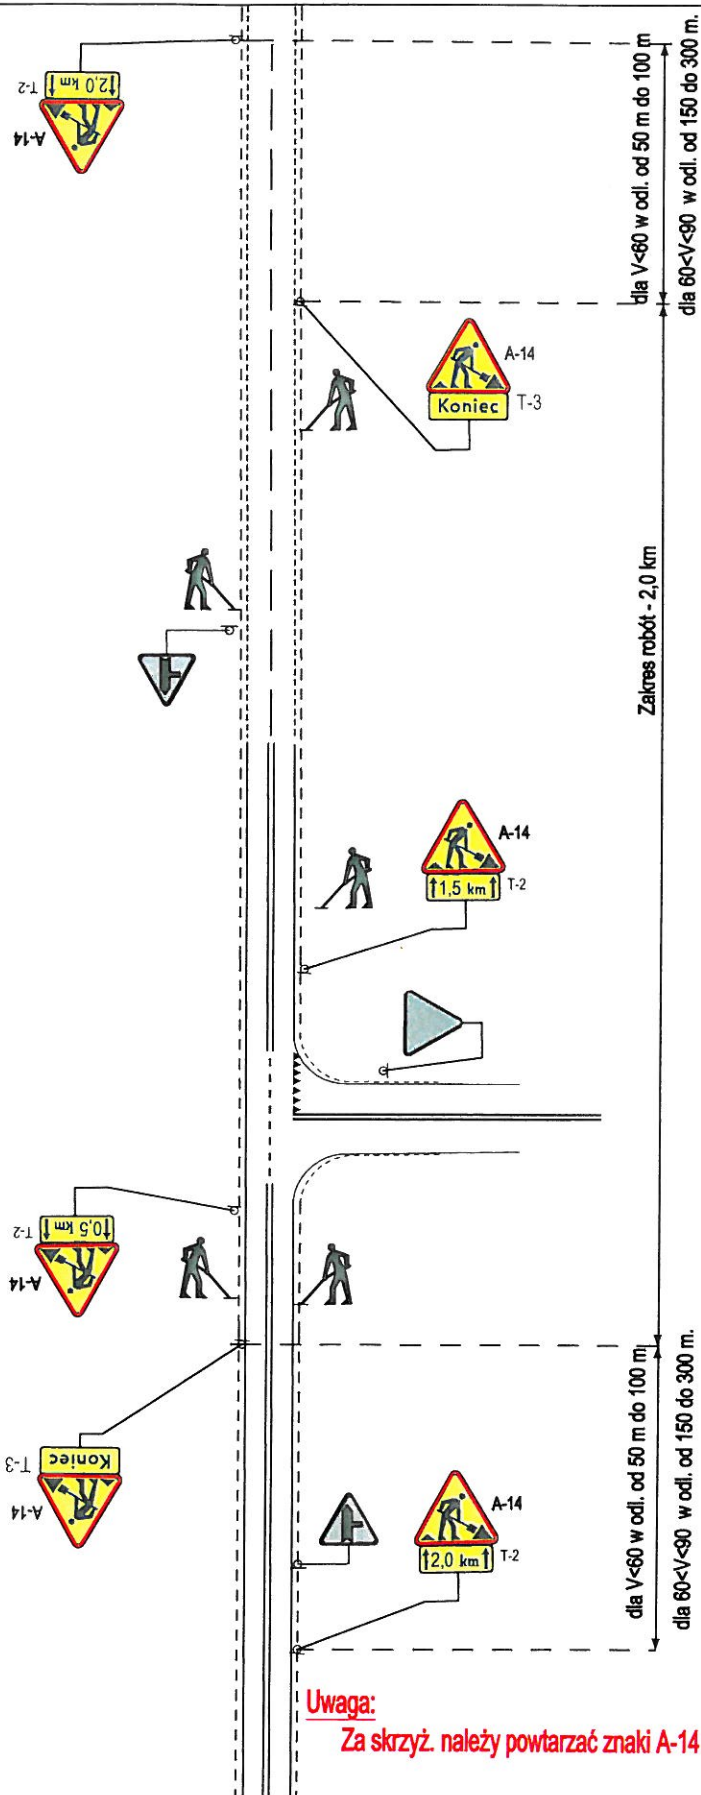 T-2
2,0 km
A-14
dla V<60 w odl. od 50 m do 100 m
dla 60<V<90 w odl. od 150 do 300 m.
A-14
Koniec
T-3
Zakres robót - 2,0 km
A-14
1,5 km
T-2
T-2
0,5 km
A-14
T-3
Koniec
A-14
A-14
2,0 km
T-2
dla V<60 w odl. od 50 m do 100 m
dla 60<V<90 w odl. od 150 do 300 m.
Uwaga:
Za skrzyż. należy powtarzać znaki A-14